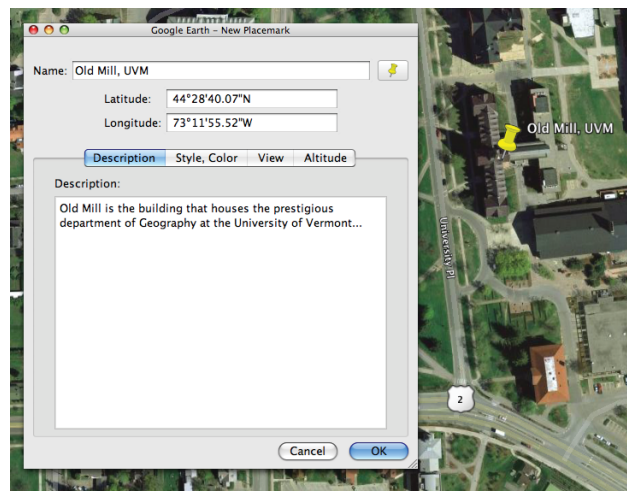 Google Earth – New Placemark
Name: Old Mill, UVM
Latitude: 44°28'40.07"N
Longitude: 73°11'55.52"W
Description Style, Color View Altitude
Description:
Old Mill is the building that houses the prestigious
department of Geography at the University of Vermont...
Cancel OK
Old Mill, UVM
University Pl
2